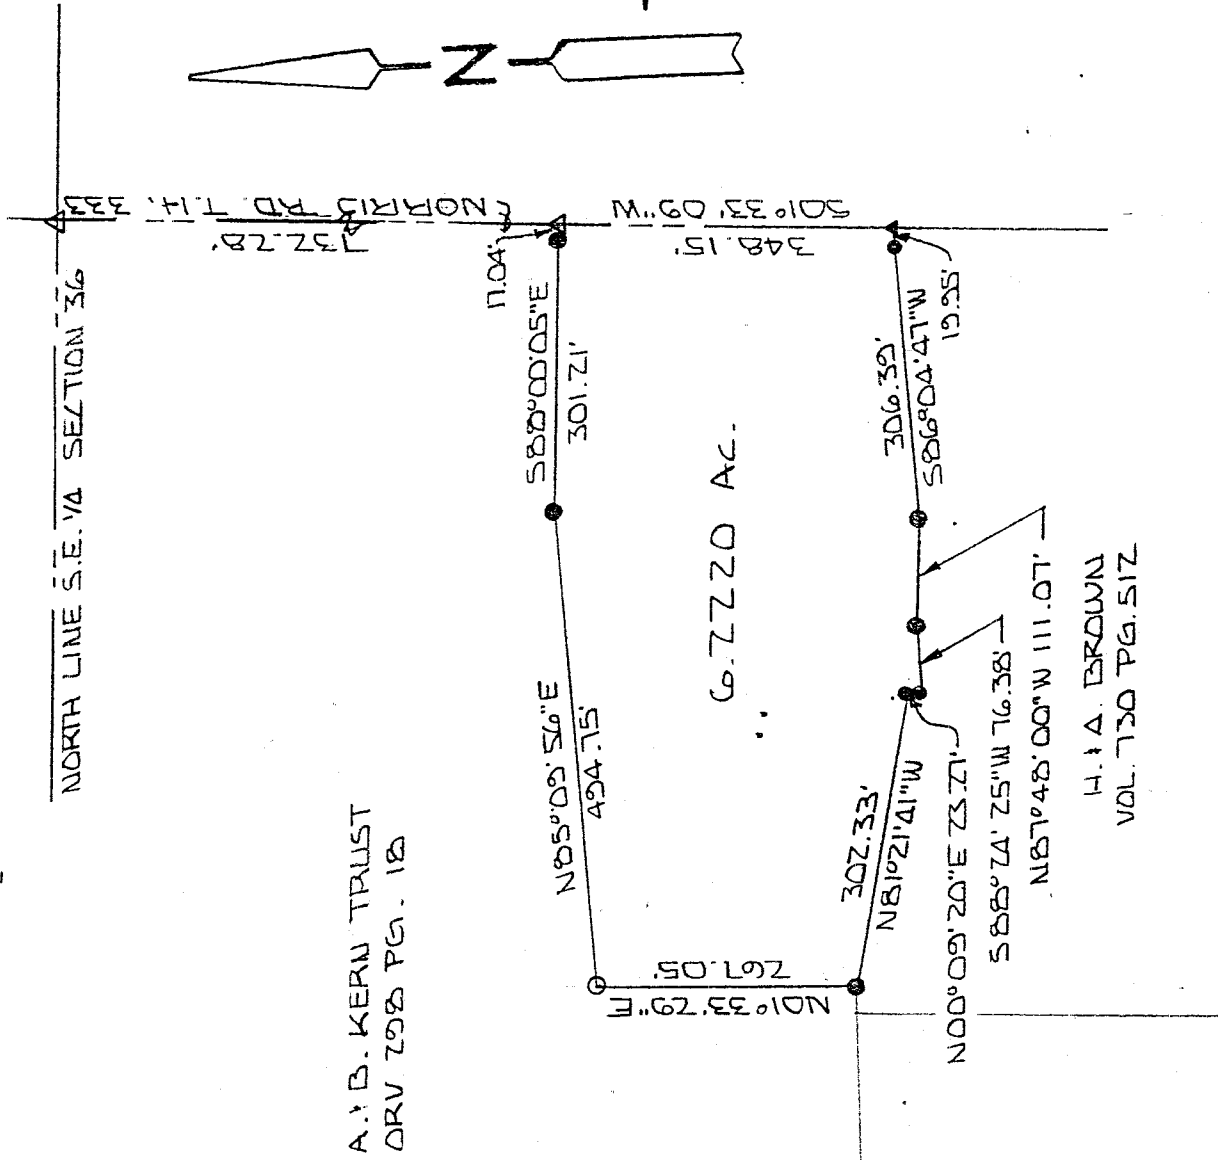 N
NORTH LINE S.E. 1/4 SECTION 36
NORRIS RD. T.H. 333
732.28'
17.04'
S01°33'09"W
348.15'
S88°00'05"E
301.21'
19.95'
306.39'
S86°04'47"W
6.2220 AC.
N85°09'56"E
494.75'
A. & B. KERN TRUST
ORV 298 PG. 18
267.05'
N01°33'29"E
302.33'
N81°21'41"W
N00°09'20"E 23.27'
S88°24'25"W 76.38'
N87°48'00"W 111.07'
H. & A. BROWN
VOL. 730 PG. 512